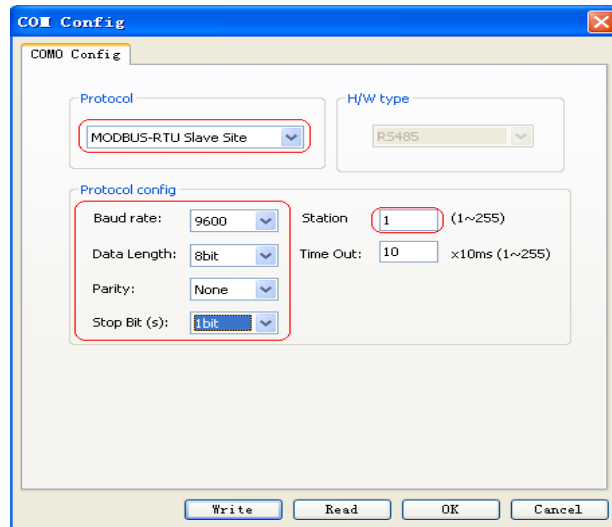 COM Config
COMO Config
Protocol
H/W type
MODBUS-RTU Slave Site
RS485
Protocol config
Baud rate: 9600 Station 1 (1~255)
Data Length: 8bit Time Out: 10 x10ms (1~255)
Parity: None
Stop Bit (s): 1bit
Write Read OK Cancel